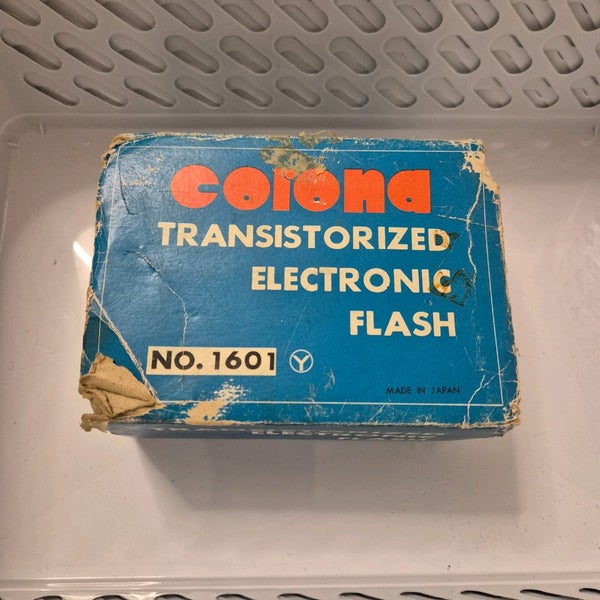 corona
TRANSISTORIZED
ELECTRONIC
FLASH
NO. 1601 Y
MADE IN JAPAN